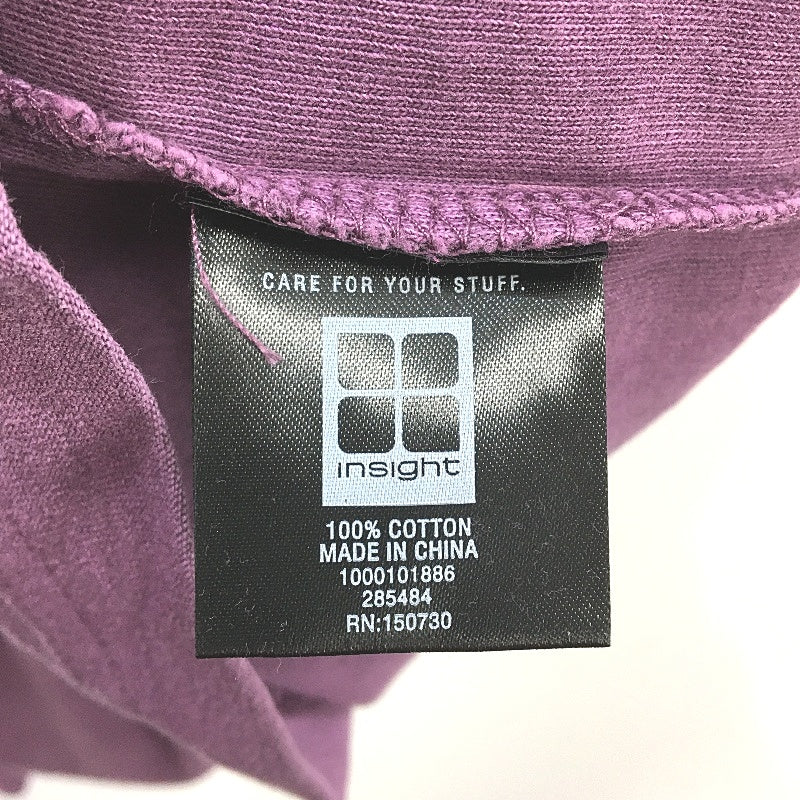 CARE FOR YOUR STUFF.
insight
100% COTTON
MADE IN CHINA
1000101886
285484
RN:150730